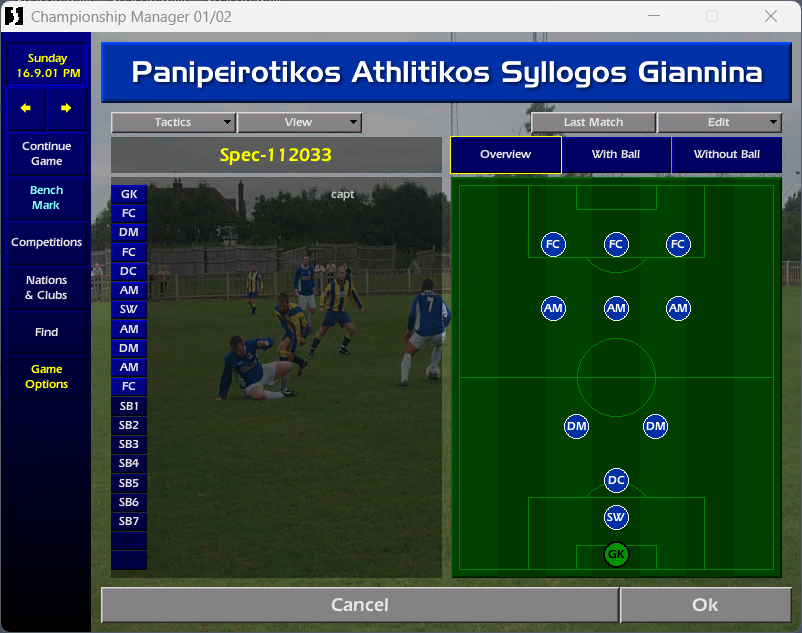 Championship Manager 01/02
Sunday
16.9.01 PM
Panipeirotikos Athlitikos Syllogos Giannina
Continue
Game
Bench
Mark
Competitions
Nations
& Clubs
Find
Game
Options
Tactics
View
Last Match
Edit
Spec-112033
Overview
With Ball
Without Ball
GK
capt
FC
DM
FC
DC
AM
SW
AM
DM
AM
FC
SB1
SB2
SB3
SB4
SB5
SB6
SB7
FC FC FC
AM AM AM
DM DM
DC
SW
GK
7
Cancel
Ok